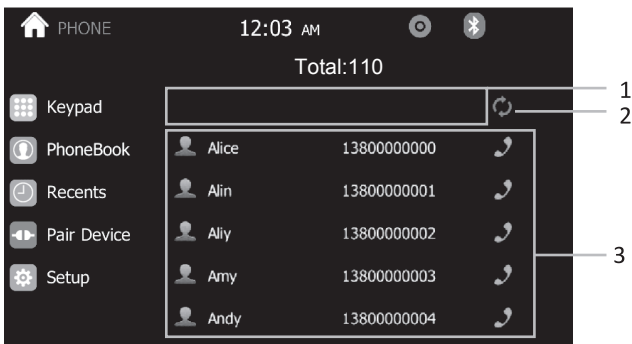 PHONE 12:03 AM
Total:110
1
Keypad 2
PhoneBook Alice 13800000000
Recents Alin 13800000001
Pair Device Aliy 13800000002
3
Setup Amy 13800000003
Andy 13800000004